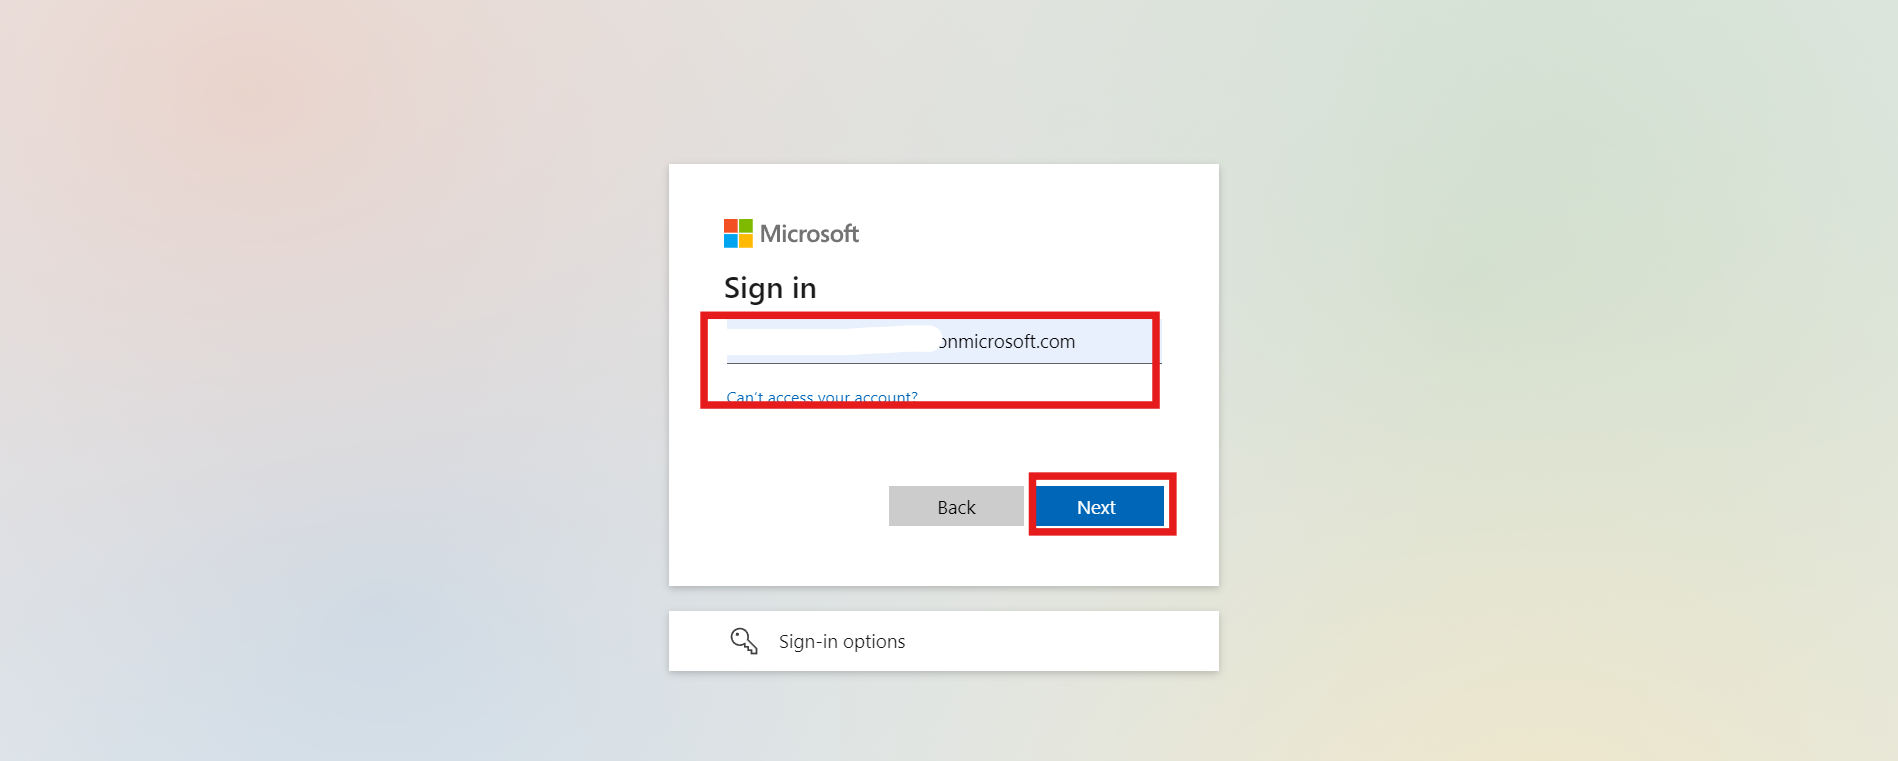 Microsoft
Sign in
onmicrosoft.com
Can't access your account?
Back
Next
Sign-in options